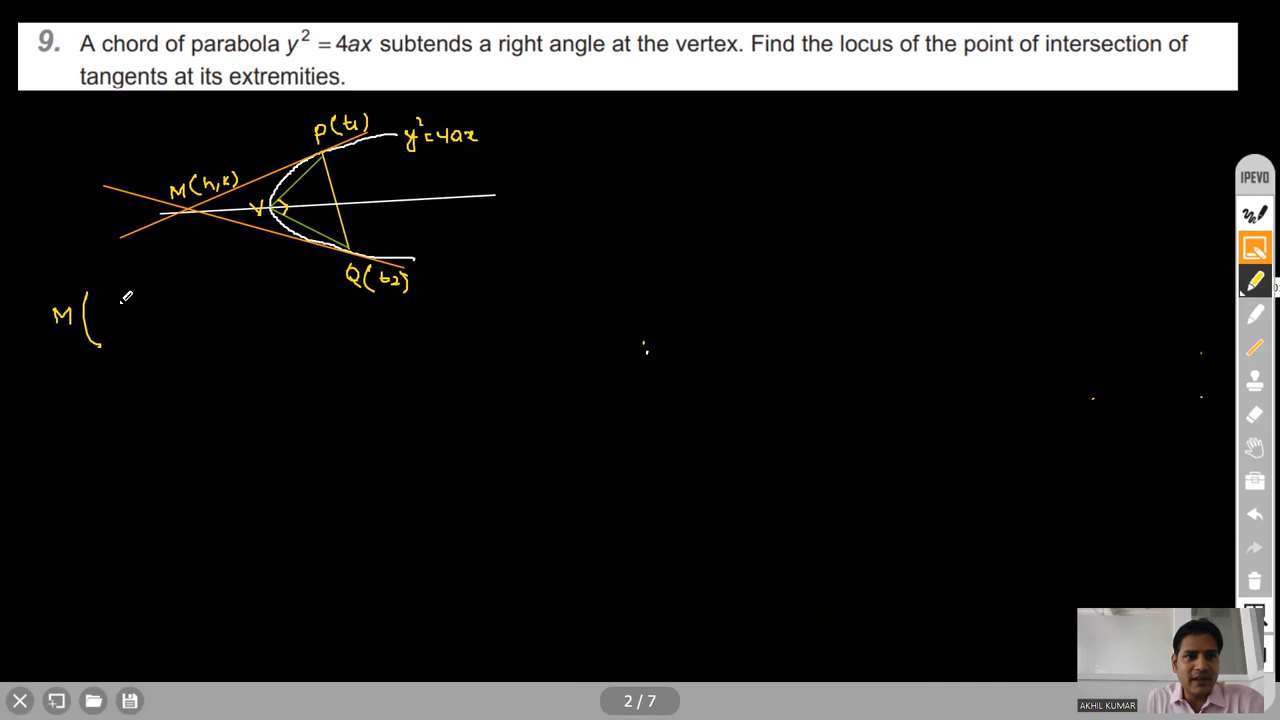 9. A chord of parabola y² = 4ax subtends a right angle at the vertex. Find the locus of the point of intersection of
tangents at its extremities.
P(t1)
y² = 4ax
M(h,k)
V
Q(t2)
M(
IPEVO
2 / 7
AKHIL KUMAR